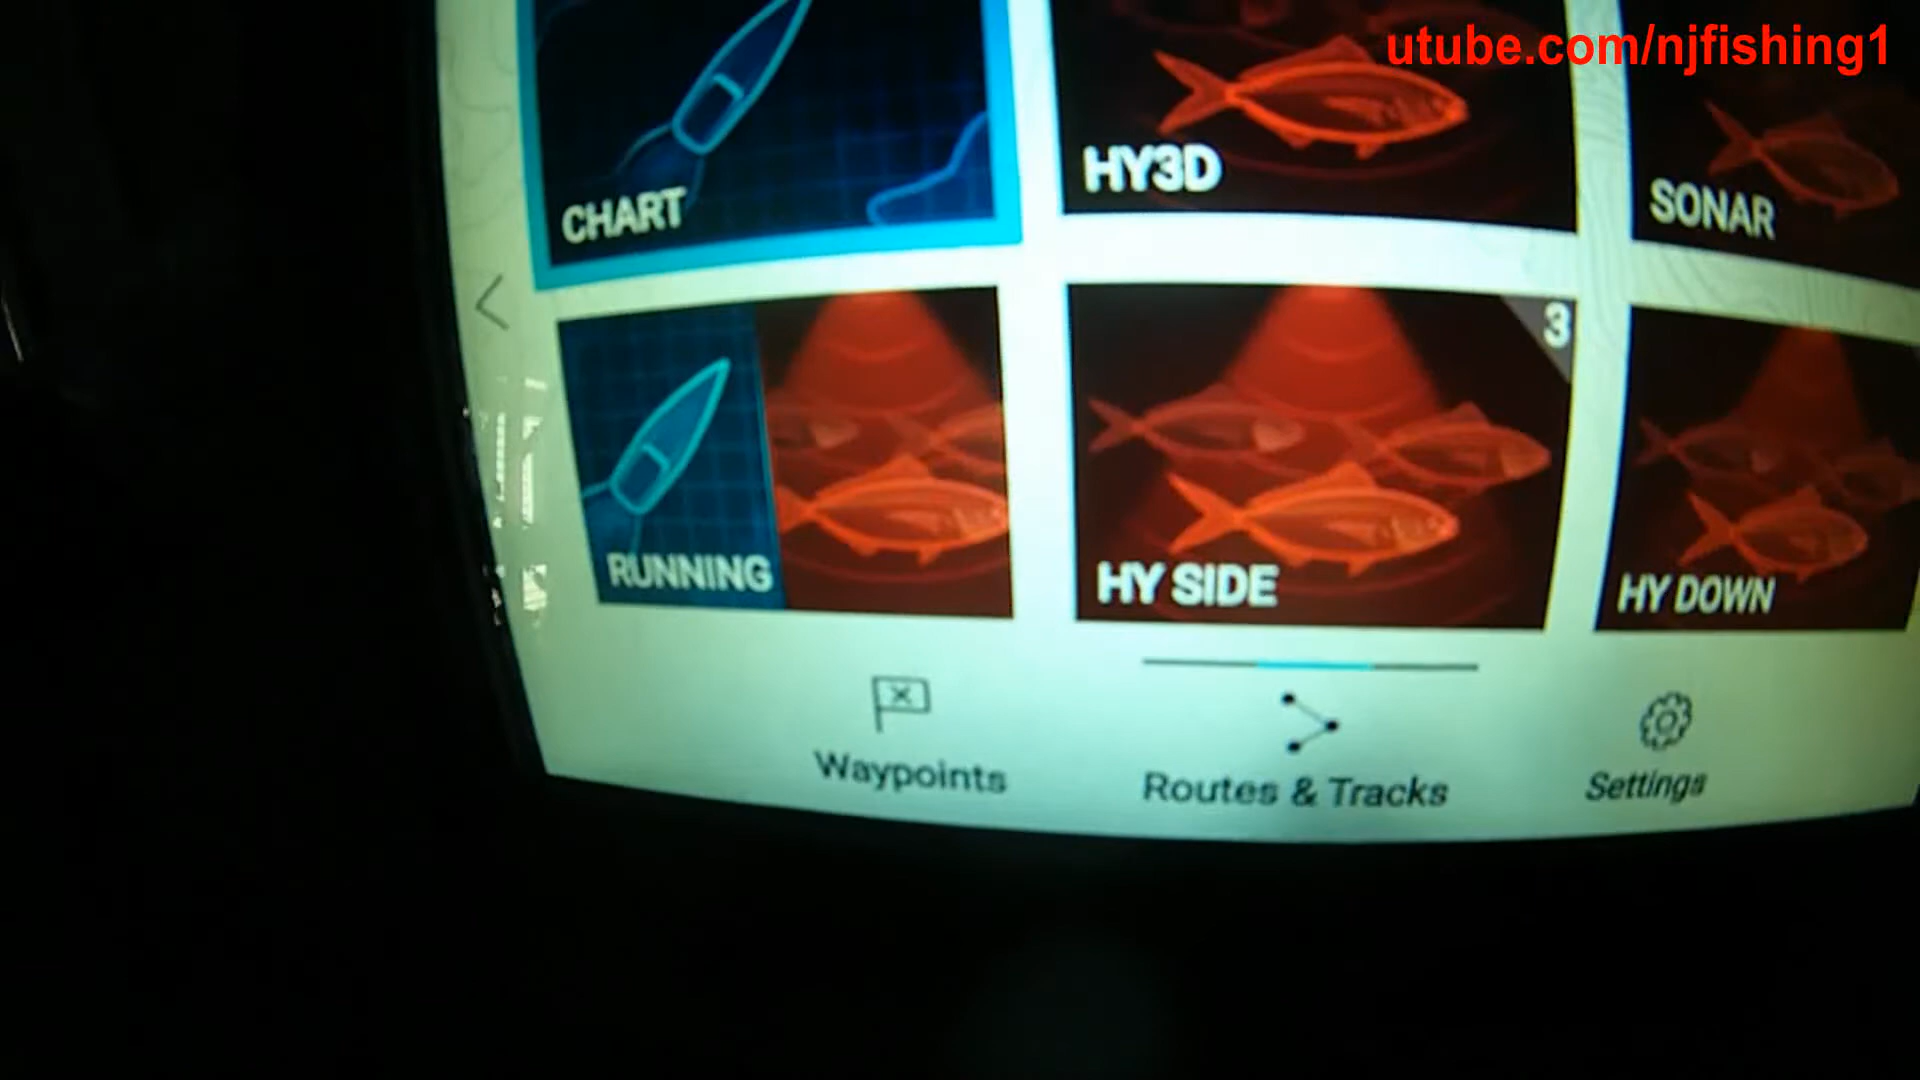 utube.com/njfishing1
CHART
HY3D
SONAR
3
RUNNING
HY SIDE
HY DOWN
Waypoints
Routes & Tracks
Settings